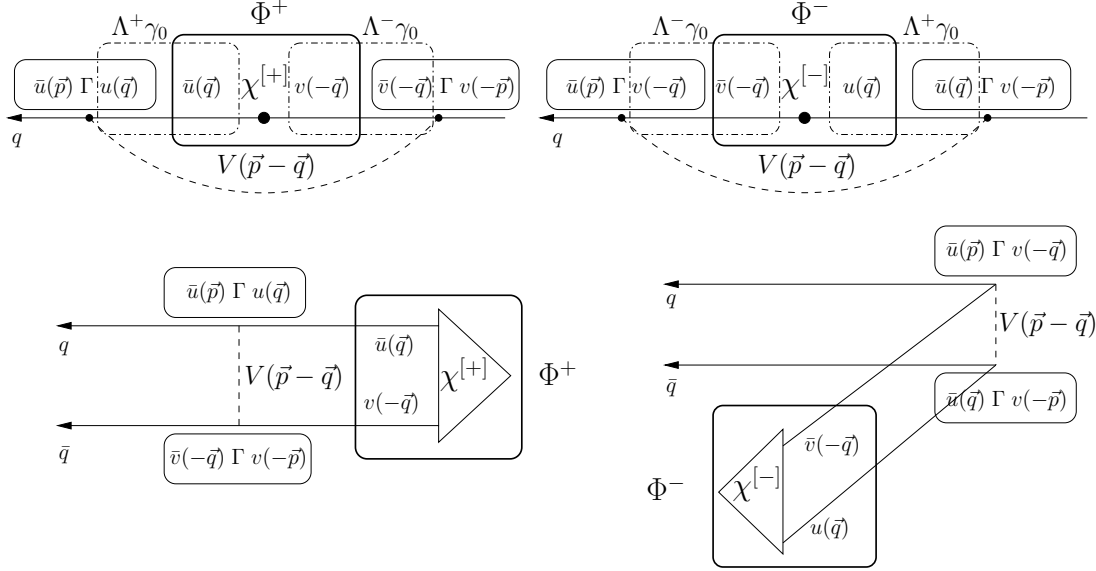 Φ⁺
Λ⁺γ₀ Λ⁻γ₀
ū(p⃗) Γ u(q⃗) ū(q⃗) χ^[+] v(−q⃗) v̄(−q⃗) Γ v(−p⃗)
q
V(p⃗ − q⃗)
Φ⁻
Λ⁻γ₀ Λ⁺γ₀
ū(p⃗) Γ v(−q⃗) v̄(−q⃗) χ^[−] u(q⃗) ū(q⃗) Γ v(−p⃗)
q
V(p⃗ − q⃗)
ū(p⃗) Γ u(q⃗)
q
ū(q⃗)
V(p⃗ − q⃗) χ^[+] Φ⁺
v(−q⃗)
q̄
v̄(−q⃗) Γ v(−p⃗)
ū(p⃗) Γ v(−q⃗)
q
V(p⃗ − q⃗)
q̄
ū(q⃗) Γ v(−p⃗)
v̄(−q⃗)
Φ⁻ χ^[−]
u(q⃗)